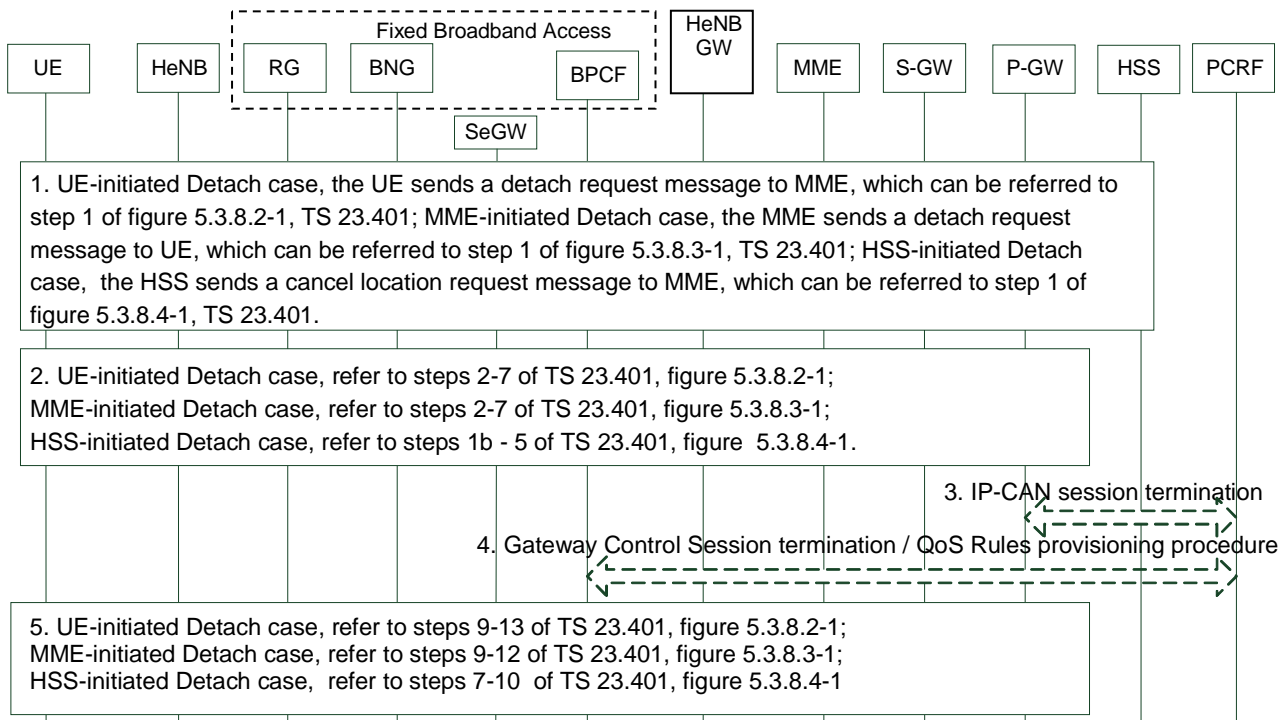 Fixed Broadband Access
HeNB
GW
UE
HeNB
RG
BNG
BPCF
MME
S-GW
P-GW
HSS
PCRF
SeGW
1. UE-initiated Detach case, the UE sends a detach request message to MME, which can be referred to
step 1 of figure 5.3.8.2-1, TS 23.401; MME-initiated Detach case, the MME sends a detach request
message to UE, which can be referred to step 1 of figure 5.3.8.3-1, TS 23.401; HSS-initiated Detach
case, the HSS sends a cancel location request message to MME, which can be referred to step 1 of
figure 5.3.8.4-1, TS 23.401.
2. UE-initiated Detach case, refer to steps 2-7 of TS 23.401, figure 5.3.8.2-1;
MME-initiated Detach case, refer to steps 2-7 of TS 23.401, figure 5.3.8.3-1;
HSS-initiated Detach case, refer to steps 1b - 5 of TS 23.401, figure 5.3.8.4-1.
3. IP-CAN session termination
4. Gateway Control Session termination / QoS Rules provisioning procedure
5. UE-initiated Detach case, refer to steps 9-13 of TS 23.401, figure 5.3.8.2-1;
MME-initiated Detach case, refer to steps 9-12 of TS 23.401, figure 5.3.8.3-1;
HSS-initiated Detach case, refer to steps 7-10 of TS 23.401, figure 5.3.8.4-1